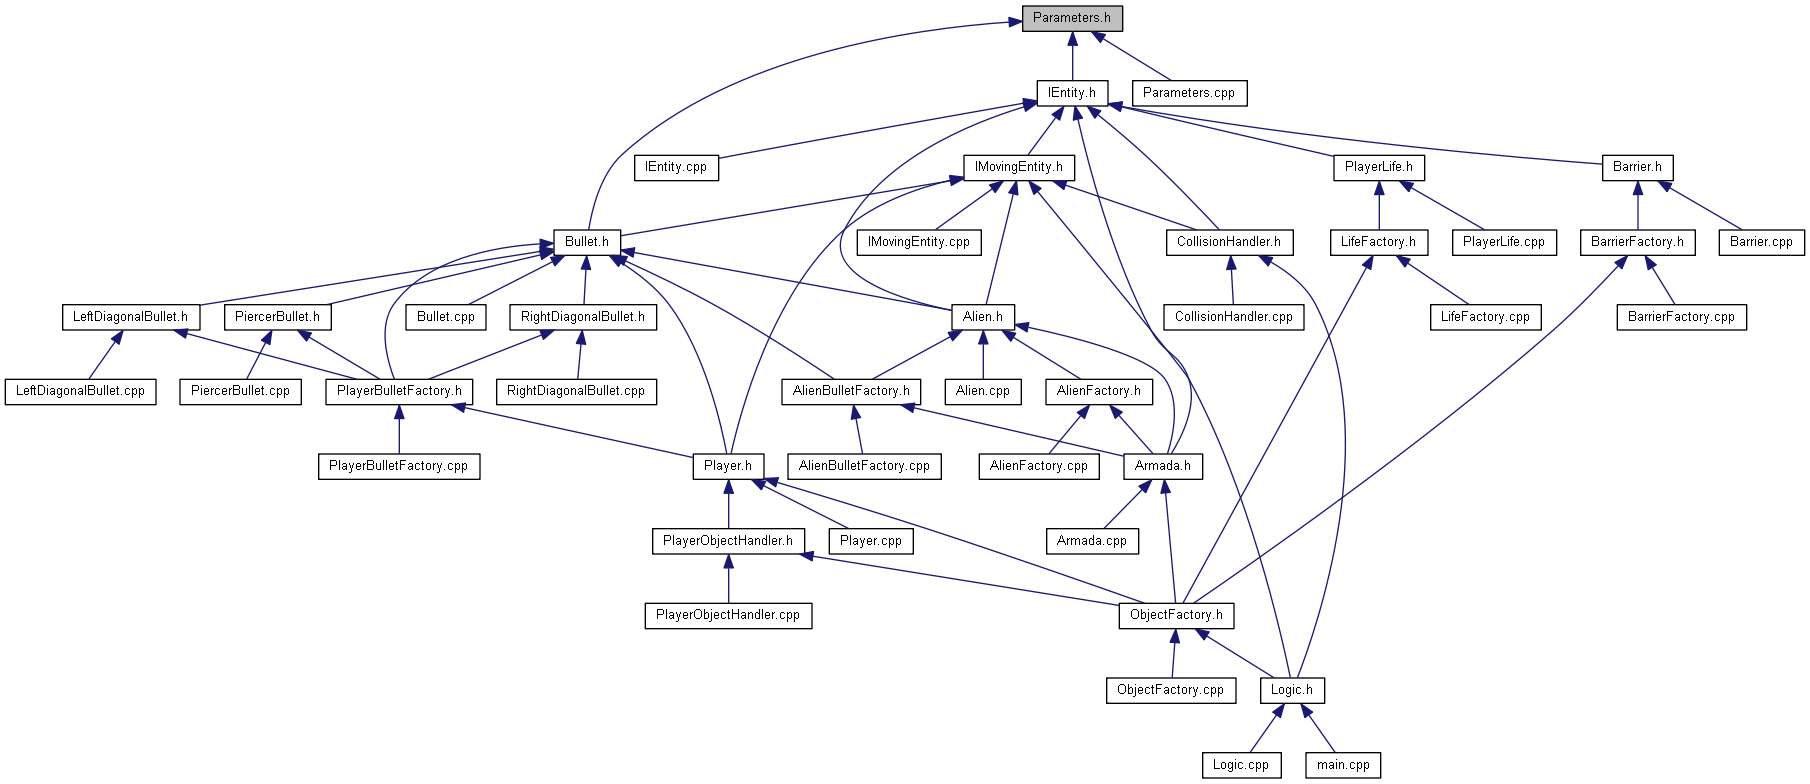 Parameters.h
IEntity.h
Parameters.cpp
IEntity.cpp
IMovingEntity.h
PlayerLife.h
Barrier.h
Bullet.h
IMovingEntity.cpp
CollisionHandler.h
LifeFactory.h
PlayerLife.cpp
BarrierFactory.h
Barrier.cpp
LeftDiagonalBullet.h
PiercerBullet.h
Bullet.cpp
RightDiagonalBullet.h
Alien.h
CollisionHandler.cpp
LifeFactory.cpp
BarrierFactory.cpp
LeftDiagonalBullet.cpp
PiercerBullet.cpp
PlayerBulletFactory.h
RightDiagonalBullet.cpp
AlienBulletFactory.h
Alien.cpp
AlienFactory.h
PlayerBulletFactory.cpp
Player.h
AlienBulletFactory.cpp
AlienFactory.cpp
Armada.h
PlayerObjectHandler.h
Player.cpp
Armada.cpp
PlayerObjectHandler.cpp
ObjectFactory.h
ObjectFactory.cpp
Logic.h
Logic.cpp
main.cpp